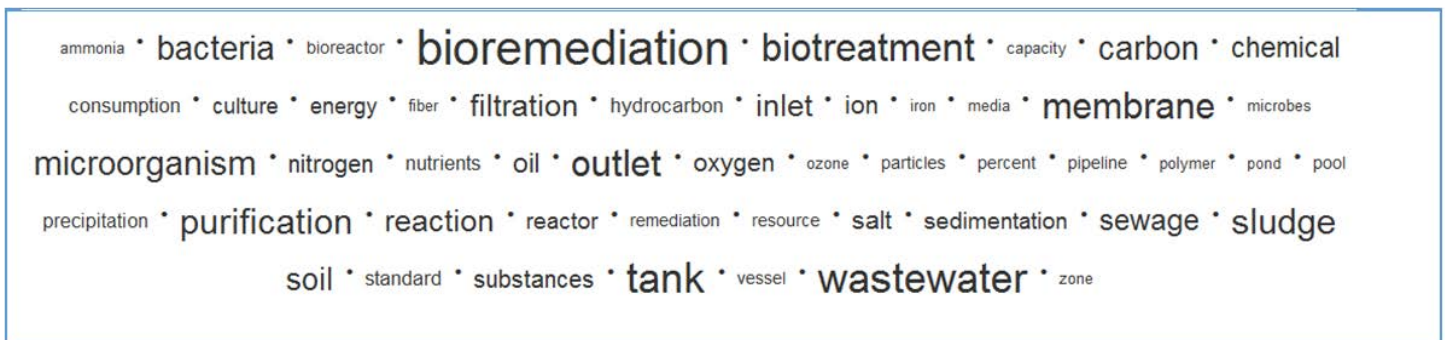 ammonia • bacteria • bioreactor • bioremediation • biotreatment • capacity • carbon • chemical
consumption • culture • energy • fiber • filtration • hydrocarbon • inlet • ion • iron • media • membrane • microbes
microorganism • nitrogen • nutrients • oil • outlet • oxygen • ozone • particles • percent • pipeline • polymer • pond • pool
precipitation • purification • reaction • reactor • remediation • resource • salt • sedimentation • sewage • sludge
soil • standard • substances • tank • vessel • wastewater • zone